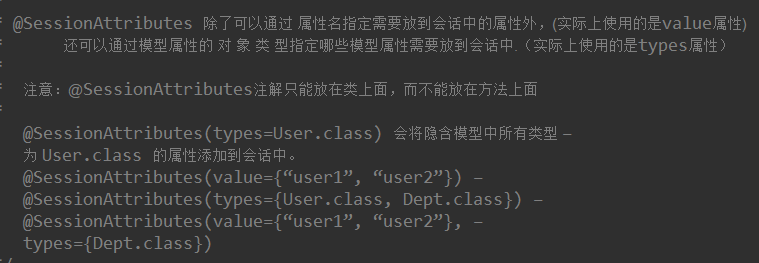 * @SessionAttributes 除了可以通过 属性名指定需要放到会话中的属性外，(实际上使用的是value属性)
* 还可以通过模型属性的 对 象 类 型指定哪些模型属性需要放到会话中.（实际上使用的是types属性）
*
* 注意：@SessionAttributes注解只能放在类上面，而不能放在方法上面
*
@SessionAttributes(types=User.class) 会将隐含模型中所有类型 –
为 User.class 的属性添加到会话中。
@SessionAttributes(value={“user1”, “user2”}) –
@SessionAttributes(types={User.class, Dept.class}) –
@SessionAttributes(value={“user1”, “user2”}, –
types={Dept.class})